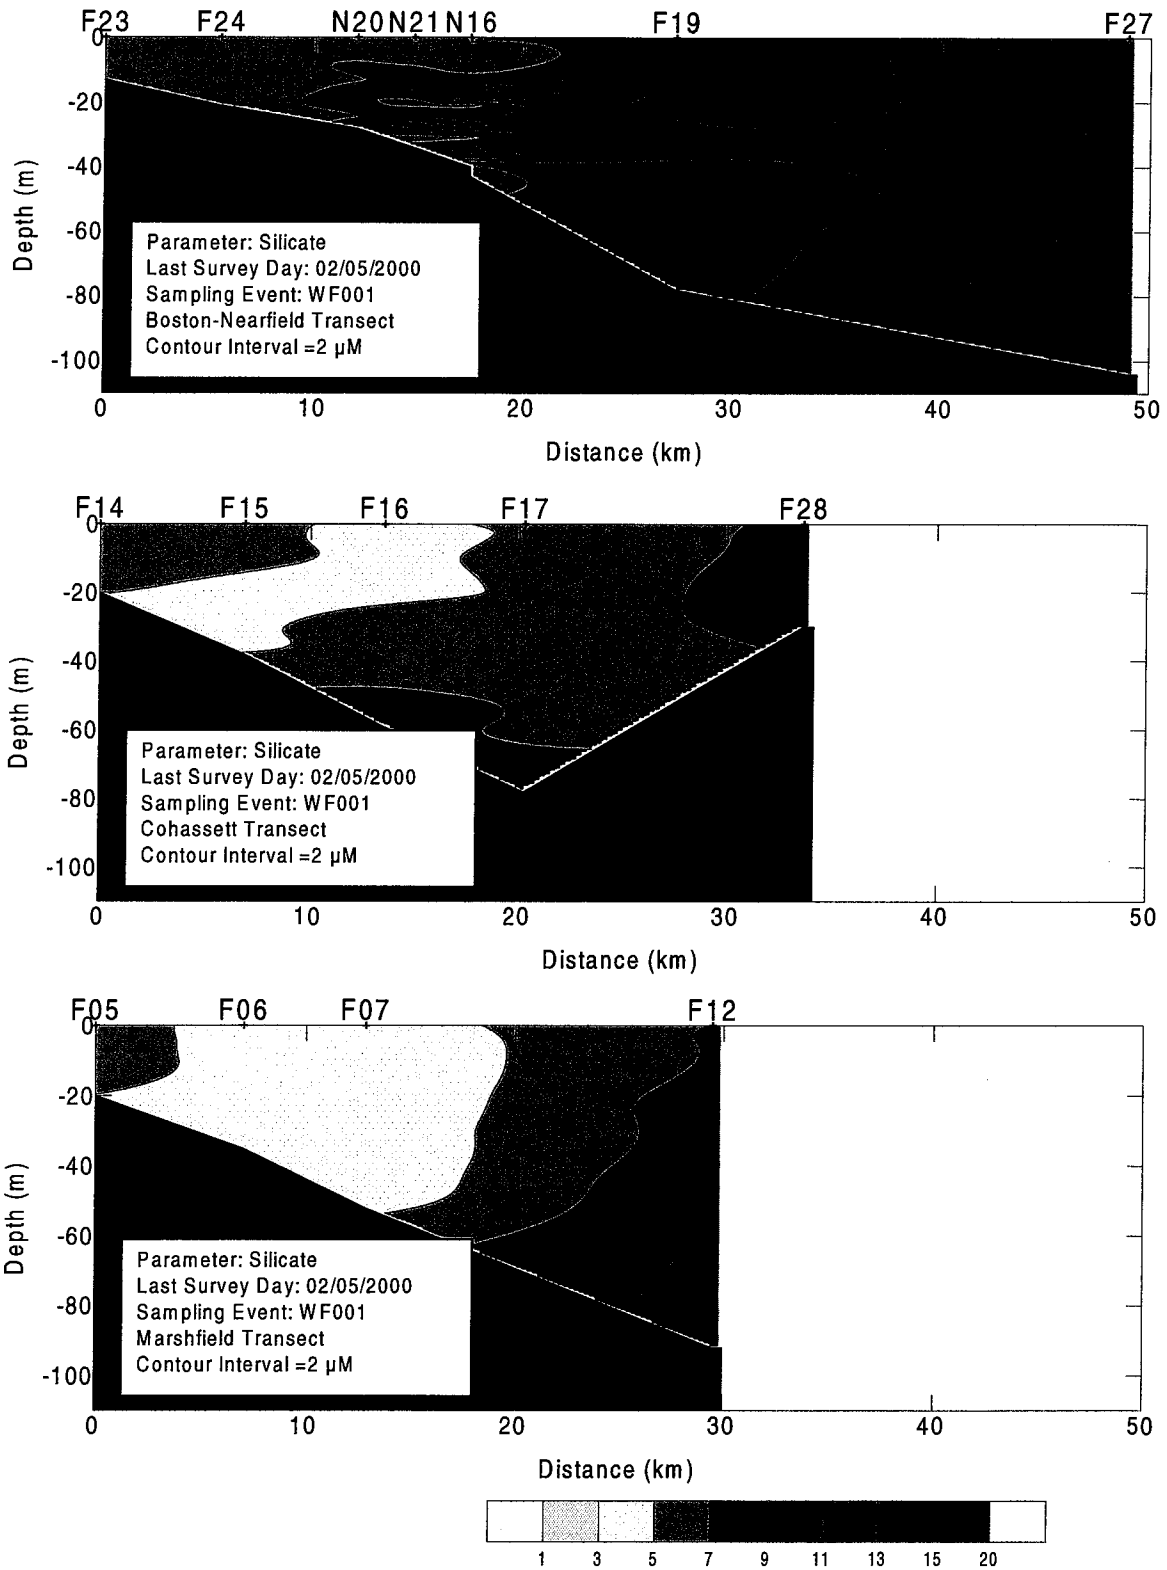 F23 F24 N20 N21 N16 F19 F27
0
-20
-40
-60
-80
-100
Depth (m)
Parameter: Silicate
Last Survey Day: 02/05/2000
Sampling Event: WF001
Boston-Nearfield Transect
Contour Interval =2 µM
0 10 20 30 40 50
Distance (km)
F14 F15 F16 F17 F28
0
-20
-40
-60
-80
-100
Depth (m)
Parameter: Silicate
Last Survey Day: 02/05/2000
Sampling Event: WF001
Cohassett Transect
Contour Interval =2 µM
0 10 20 30 40 50
Distance (km)
F05 F06 F07 F12
0
-20
-40
-60
-80
-100
Depth (m)
Parameter: Silicate
Last Survey Day: 02/05/2000
Sampling Event: WF001
Marshfield Transect
Contour Interval =2 µM
0 10 20 30 40 50
Distance (km)
1 3 5 7 9 11 13 15 20